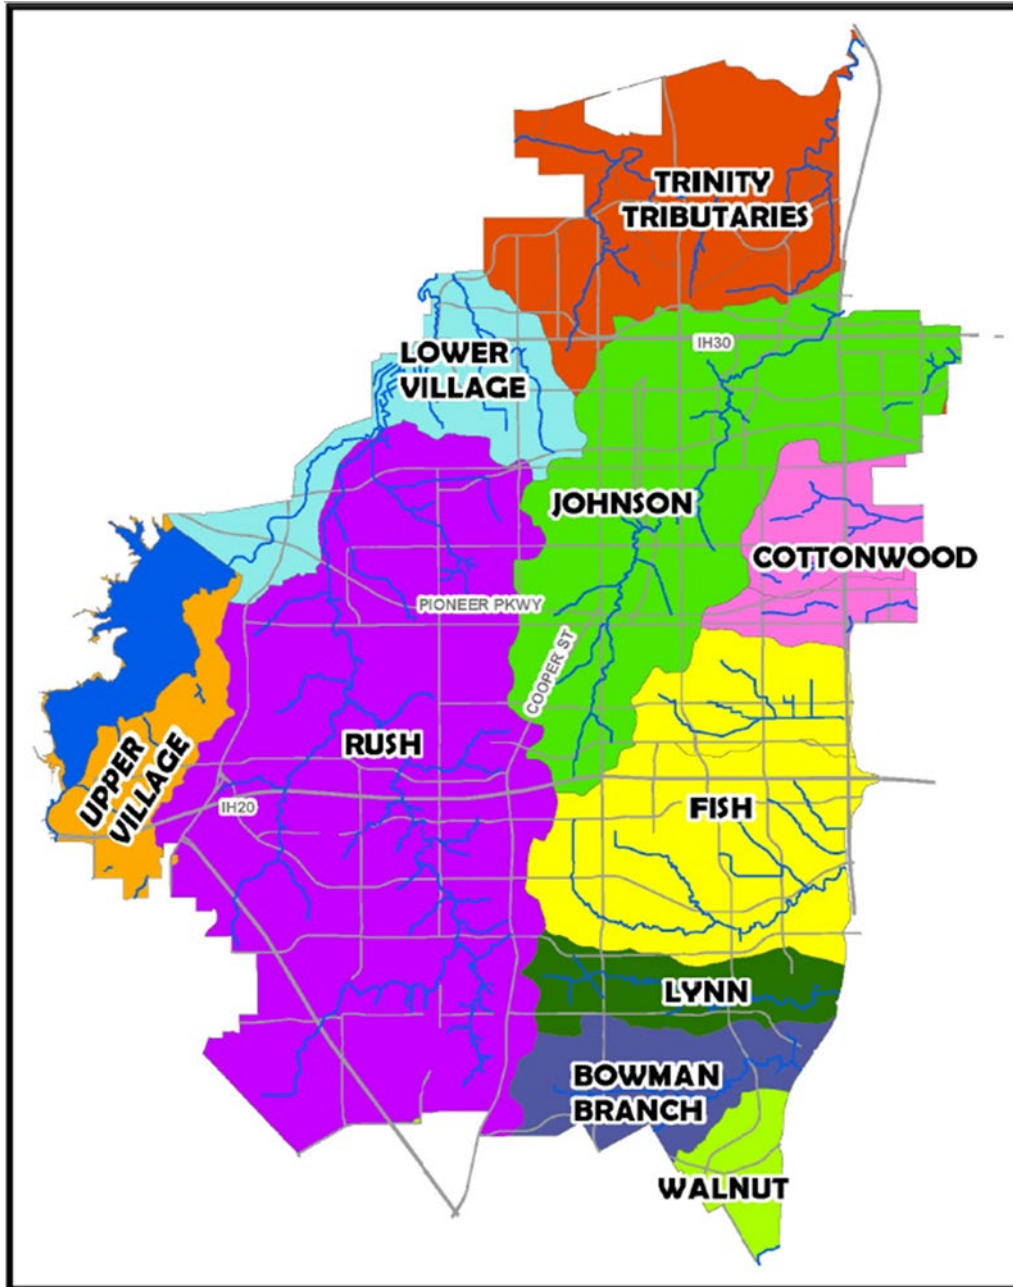 TRINITY
TRIBUTARIES
IH30
LOWER
VILLAGE
JOHNSON
COTTONWOOD
PIONEER PKWY
COOPER ST
RUSH
UPPER
VILLAGE
IH20
FISH
LYNN
BOWMAN
BRANCH
WALNUT